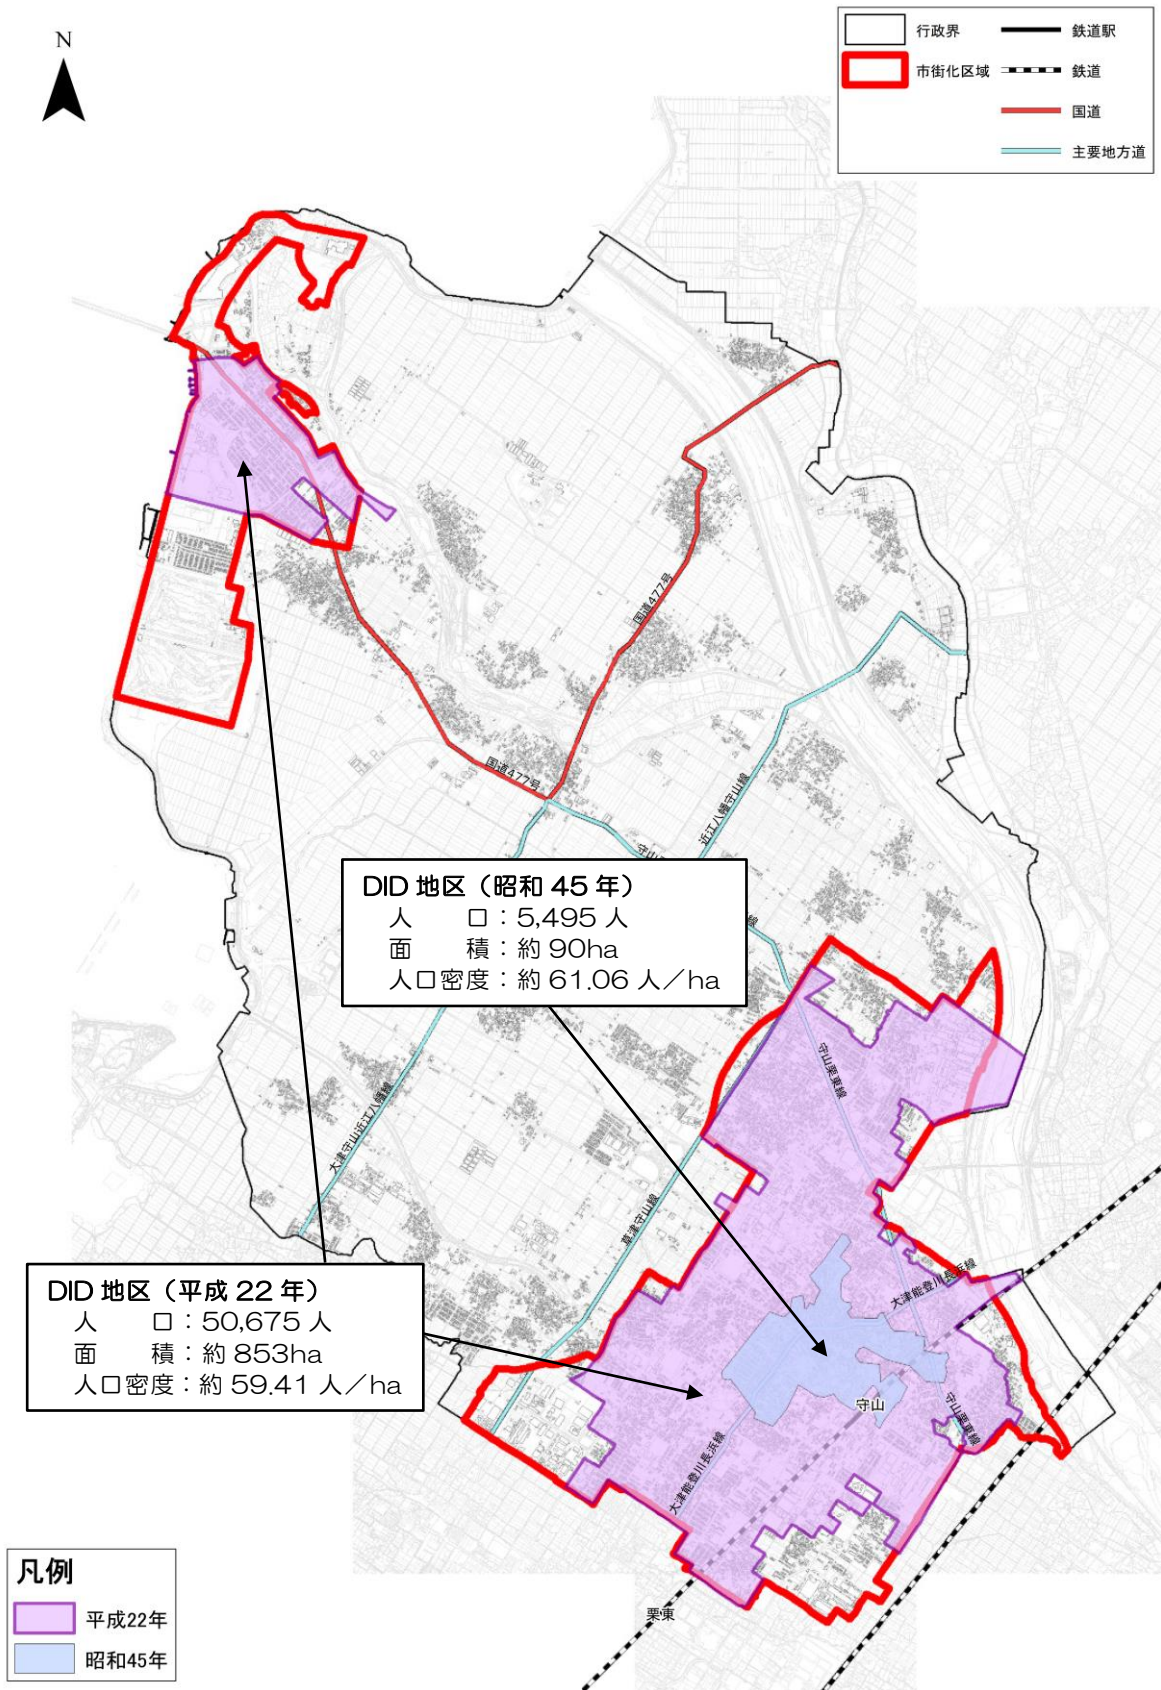 N
行政界
市街化区域
鉄道駅
鉄道
国道
主要地方道
国道477号
国道477号
近江八幡守山線
守山
線
DID 地区（昭和 45 年）
人　　口：5,495 人
面　　積：約 90ha
人口密度：約 61.06 人／ha
守山栗東線
大津守山近江八幡線
草津守山線
大津能登川長浜線
DID 地区（平成 22 年）
人　　口：50,675 人
面　　積：約 853ha
人口密度：約 59.41 人／ha
守山
守山栗東線
大津能登川長浜線
栗東
凡例
平成22年
昭和45年